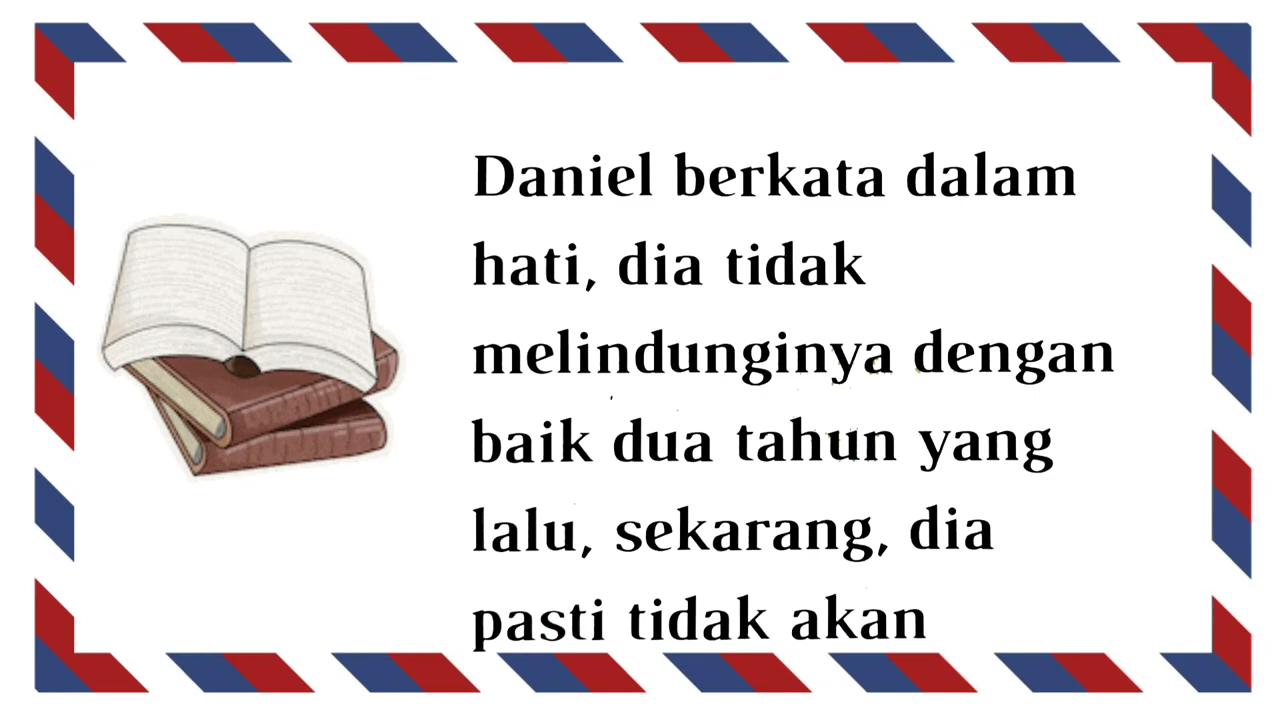 Daniel berkata dalam
hati, dia tidak
melindunginya dengan
baik dua tahun yang
lalu, sekarang, dia
pasti tidak akan